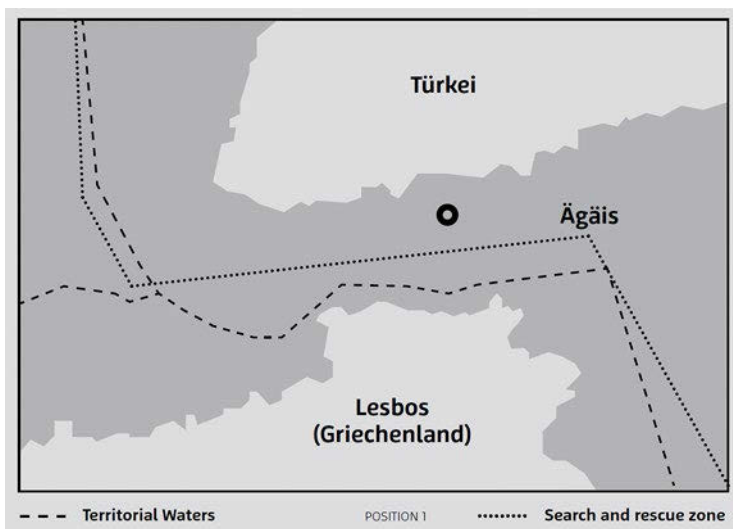 Türkei
Ägäis
Lesbos
(Griechenland)
Territorial Waters
POSITION 1
Search and rescue zone